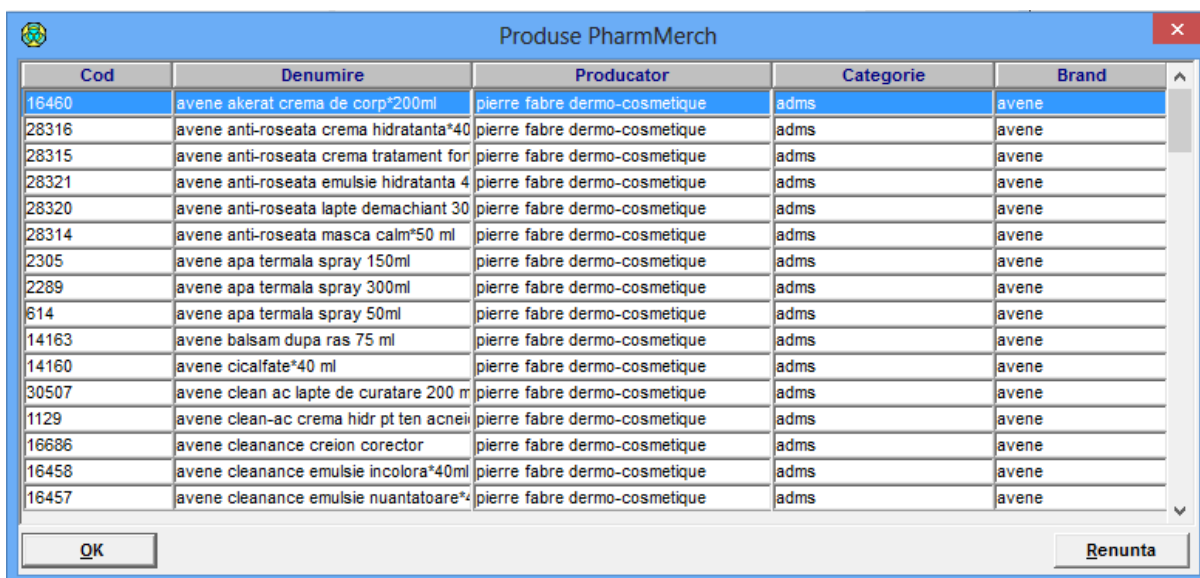 Produse PharmMerch
Cod Denumire Producator Categorie Brand
16460 avene akerat crema de corp*200ml pierre fabre dermo-cosmetique adms avene
28316 avene anti-roseata crema hidratanta*40 pierre fabre dermo-cosmetique adms avene
28315 avene anti-roseata crema tratament for pierre fabre dermo-cosmetique adms avene
28321 avene anti-roseata emulsie hidratanta 4 pierre fabre dermo-cosmetique adms avene
28320 avene anti-roseata lapte demachiant 30 pierre fabre dermo-cosmetique adms avene
28314 avene anti-roseata masca calm*50 ml pierre fabre dermo-cosmetique adms avene
2305 avene apa termala spray 150ml pierre fabre dermo-cosmetique adms avene
2289 avene apa termala spray 300ml pierre fabre dermo-cosmetique adms avene
614 avene apa termala spray 50ml pierre fabre dermo-cosmetique adms avene
14163 avene balsam dupa ras 75 ml pierre fabre dermo-cosmetique adms avene
14160 avene cicalfate*40 ml pierre fabre dermo-cosmetique adms avene
30507 avene clean ac lapte de curatare 200 m pierre fabre dermo-cosmetique adms avene
1129 avene clean-ac crema hidr pt ten acnei pierre fabre dermo-cosmetique adms avene
16686 avene cleanance creion corector pierre fabre dermo-cosmetique adms avene
16458 avene cleanance emulsie incolora*40ml pierre fabre dermo-cosmetique adms avene
16457 avene cleanance emulsie nuantatoare* pierre fabre dermo-cosmetique adms avene
OK Renunta